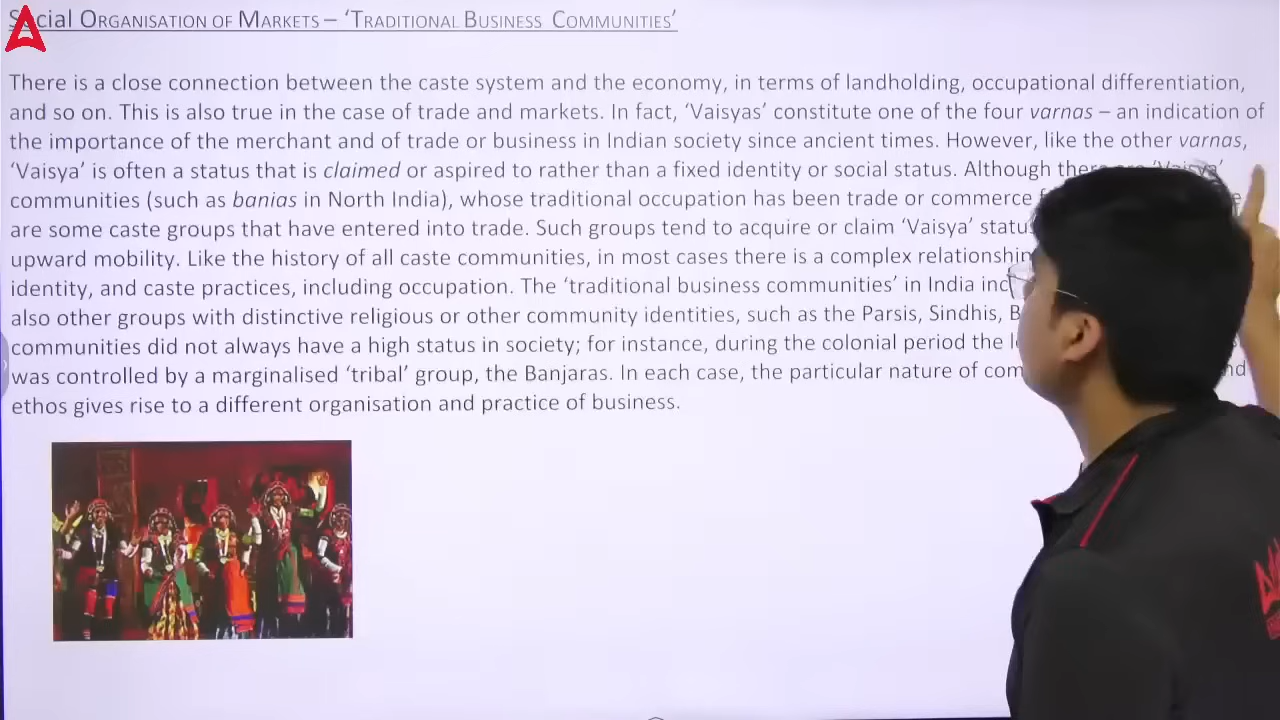 Social Organisation of Markets – ‘Traditional Business Communities’
There is a close connection between the caste system and the economy, in terms of landholding, occupational differentiation,
and so on. This is also true in the case of trade and markets. In fact, ‘Vaisyas’ constitute one of the four varnas – an indication of
the importance of the merchant and of trade or business in Indian society since ancient times. However, like the other varnas,
‘Vaisya’ is often a status that is claimed or aspired to rather than a fixed identity or social status. Although there are ‘Vaisya’
communities (such as banias in North India), whose traditional occupation has been trade or commerce
are some caste groups that have entered into trade. Such groups tend to acquire or claim ‘Vaisya’ status
upward mobility. Like the history of all caste communities, in most cases there is a complex relationship
identity, and caste practices, including occupation. The ‘traditional business communities’ in India
also other groups with distinctive religious or other community identities, such as the Parsis, Sindhis,
communities did not always have a high status in society; for instance, during the colonial period the
was controlled by a marginalised ‘tribal’ group, the Banjaras. In each case, the particular nature of
ethos gives rise to a different organisation and practice of business.